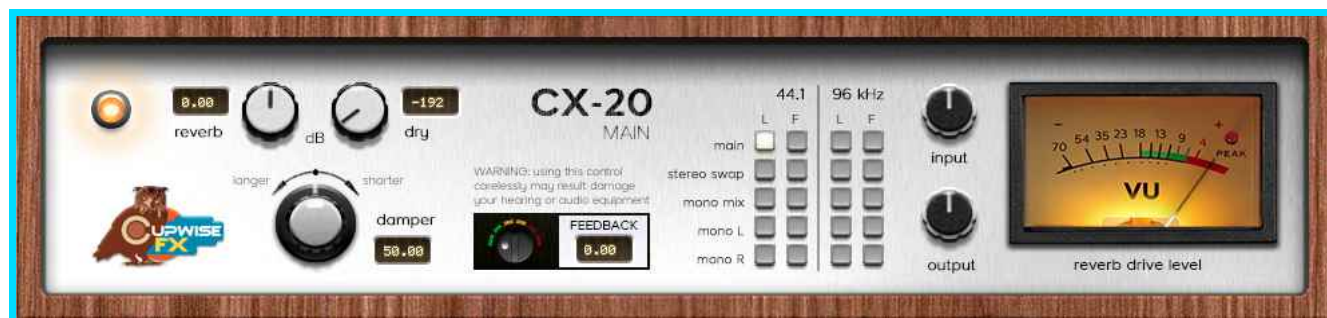 0.00
reverb
dB
-192
dry
CX-20
MAIN
44.1
96 kHz
L F L F
main
stereo swap
mono mix
mono L
mono R
input
output
- +
70 54 35 23 18 13 9 4
PEAK
VU
reverb drive level
longer
shorter
damper
50.00
WARNING: using this control
carelessly may result damage
your hearing or audio equipment
FEEDBACK
0.00
CUPWISE
FX